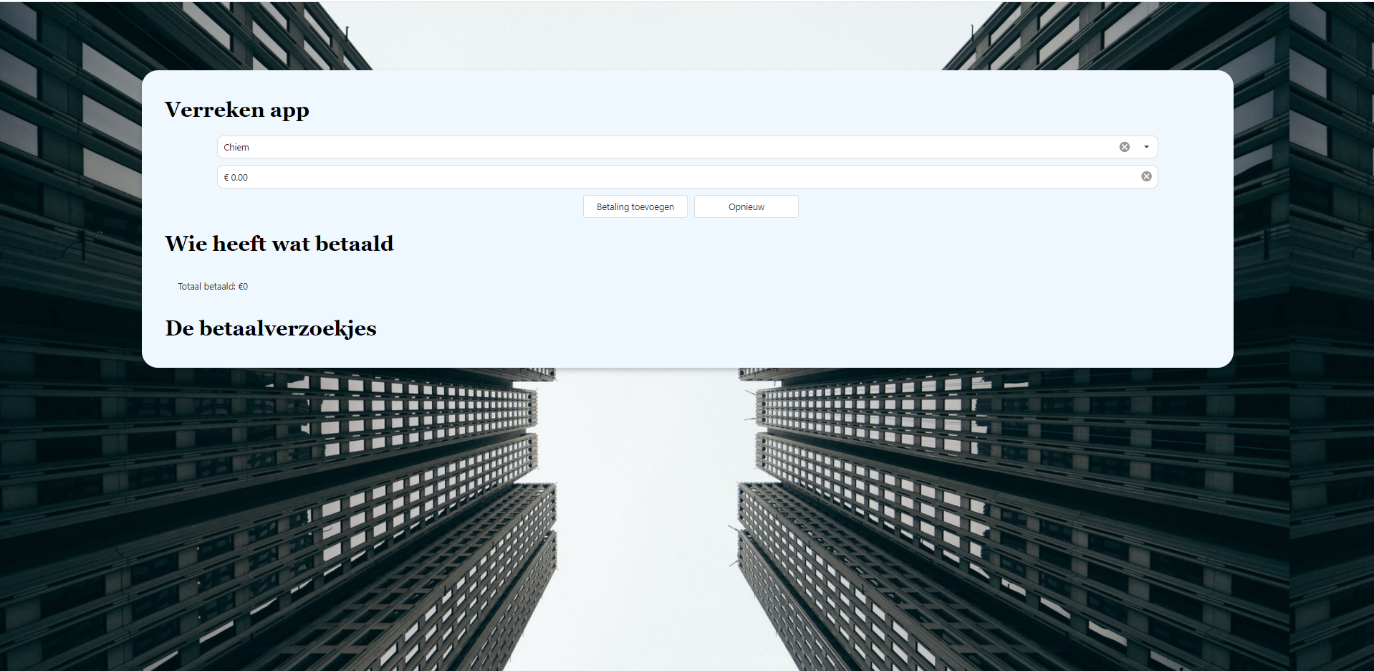 Verreken app
Chiem
€ 0.00
Betaling toevoegen
Opnieuw
Wie heeft wat betaald
Totaal betaald: €0
De betaalverzoekjes